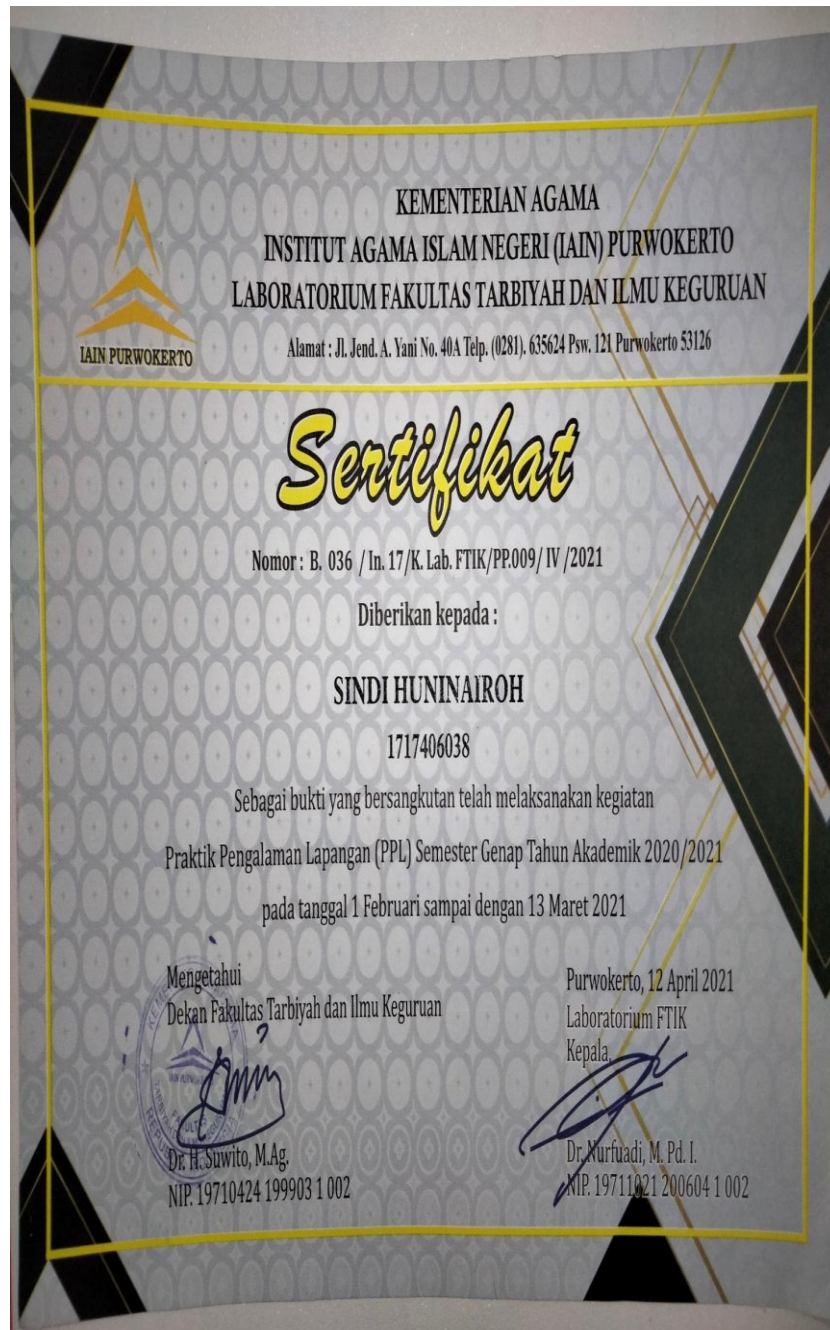 KEMENTERIAN AGAMA
INSTITUT AGAMA ISLAM NEGERI (IAIN) PURWOKERTO
LABORATORIUM FAKULTAS TARBIYAH DAN ILMU KEGURUAN
Alamat : Jl. Jend. A. Yani No. 40A Telp. (0281). 635624 Psw. 121 Purwokerto 53126
IAIN PURWOKERTO
Sertifikat
Nomor : B. 036 / In. 17/K. Lab. FTIK/PP.009/ IV /2021
Diberikan kepada :
SINDI HUNINAIROH
1717406038
Sebagai bukti yang bersangkutan telah melaksanakan kegiatan
Praktik Pengalaman Lapangan (PPL) Semester Genap Tahun Akademik 2020/2021
pada tanggal 1 Februari sampai dengan 13 Maret 2021
Mengetahui
Dekan Fakultas Tarbiyah dan Ilmu Keguruan
Dr. H. Suwito, M.Ag.
NIP. 19710424 199903 1 002
Purwokerto, 12 April 2021
Laboratorium FTIK
Kepala,
Dr. Nurfuadi, M. Pd. I.
NIP. 19711021 200604 1 002